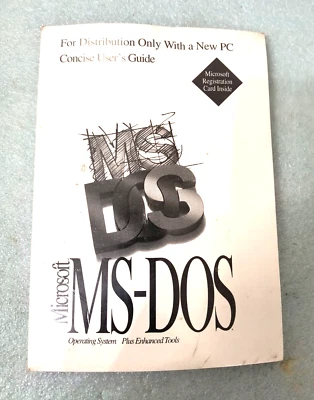 For Distribution Only With a New PC
Concise User's Guide
Microsoft
Registration
Card Inside
MS
DOS
Microsoft
MS-DOS
Operating System Plus Enhanced Tools